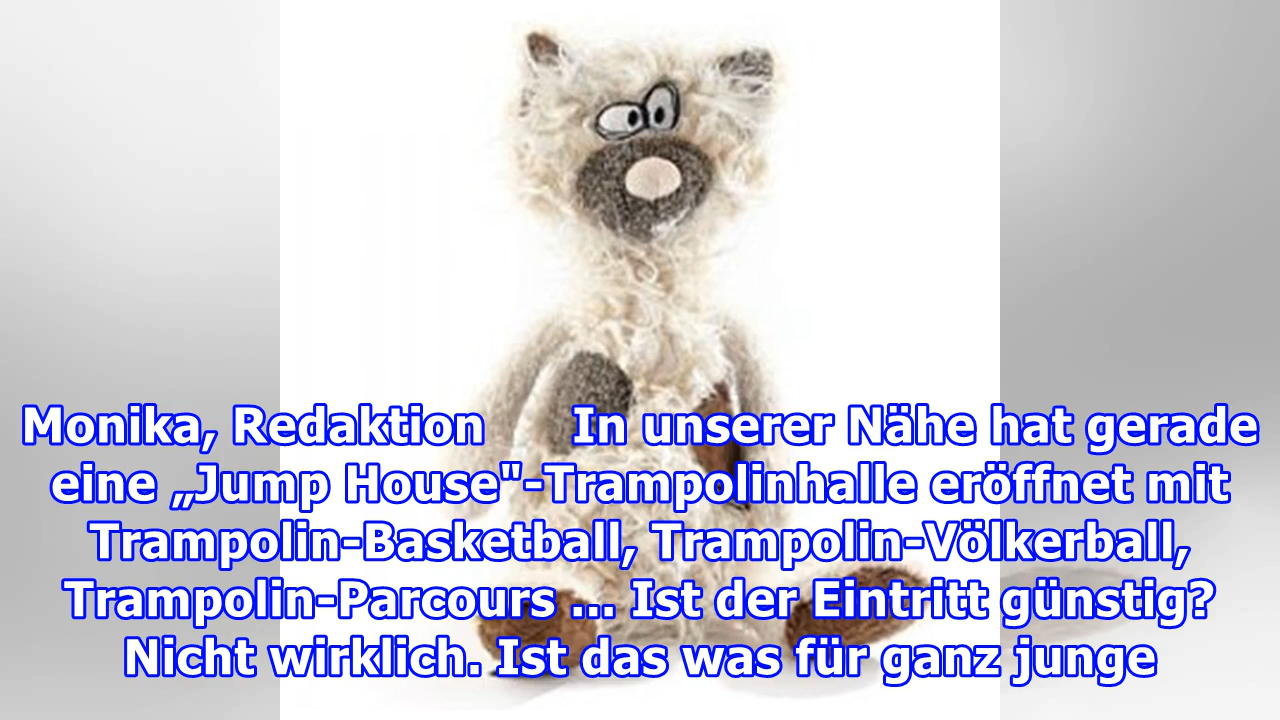 Monika, Redaktion In unserer Nähe hat gerade
eine „Jump House"-Trampolinhalle eröffnet mit
Trampolin-Basketball, Trampolin-Völkerball,
Trampolin-Parcours ... Ist der Eintritt günstig?
Nicht wirklich. Ist das was für ganz junge